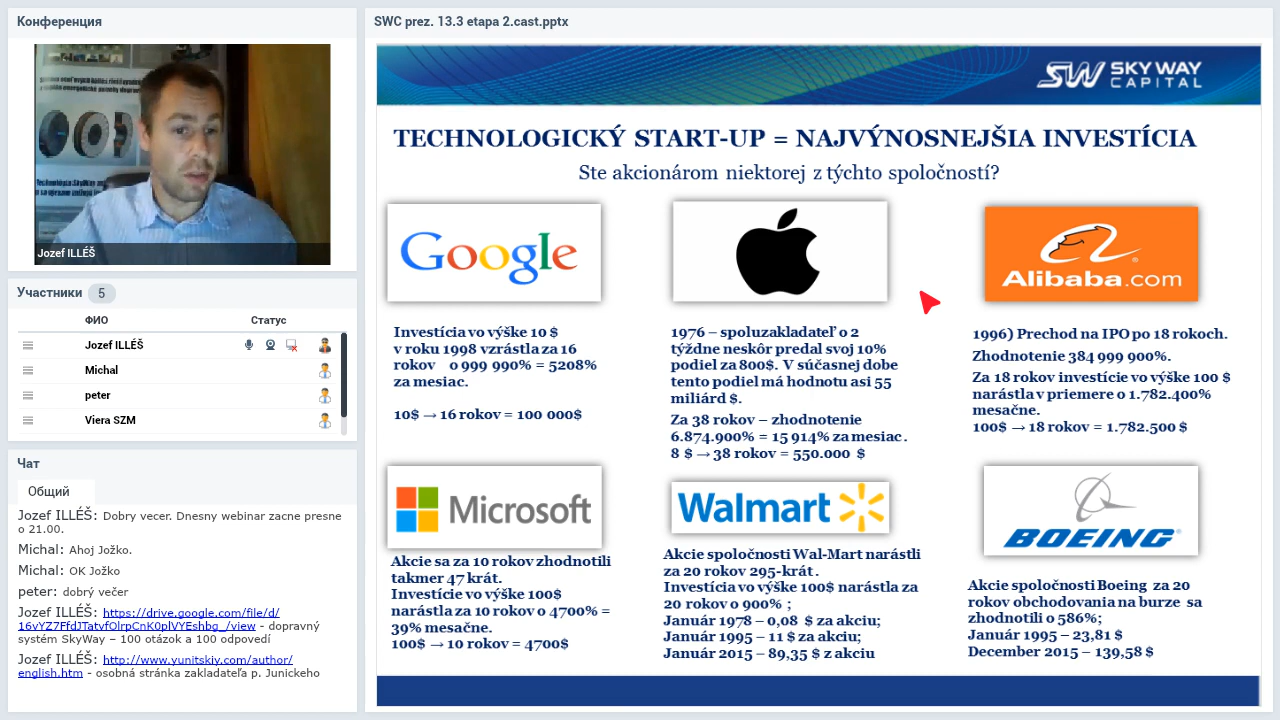 Конференция
Jozef ILLÉŠ
Участники 5
ФИО Статус
Jozef ILLÉŠ
Michal
peter
Viera SZM
Чат
Общий
Jozef ILLÉŠ: Dobry vecer. Dnesny webinar zacne presne
o 21.00.
Michal: Ahoj Jožko.
Michal: OK Jožko
peter: dobrý večer
Jozef ILLÉŠ: https://drive.google.com/file/d/
16vYZ7FfdJTatvfOlrpCnK0plVYEshbg_/view - dopravný
systém SkyWay – 100 otázok a 100 odpovedí
Jozef ILLÉŠ: http://www.yunitskiy.com/author/
english.htm - osobná stránka zakladateľa p. Junickeho
SWC prez. 13.3 etapa 2.cast.pptx
SW SKY WAY
CAPITAL
TECHNOLOGICKÝ START-UP = NAJVÝNOSNEJŠIA INVESTÍCIA
Ste akcionárom niektorej z týchto spoločností?
Google
Investícia vo výške 10 $
v roku 1998 vzrástla za 16
rokov o 999 990% = 5208%
za mesiac.
10$ → 16 rokov = 100 000$
1976 – spoluzakladateľ o 2
týždne neskôr predal svoj 10%
podiel za 800$. V súčasnej dobe
tento podiel má hodnotu asi 55
miliárd $.
Za 38 rokov – zhodnotenie
6.874.900% = 15 914% za mesiac.
8 $ → 38 rokov = 550.000 $
Alibaba.com
1996) Prechod na IPO po 18 rokoch.
Zhodnotenie 384 999 900%.
Za 18 rokov investície vo výške 100 $
narástla v priemere o 1.782.400%
mesačne.
100$ → 18 rokov = 1.782.500 $
Microsoft
Akcie sa za 10 rokov zhodnotili
takmer 47 krát.
Investície vo výške 100$
narástla za 10 rokov o 4700% =
39% mesačne.
100$ → 10 rokov = 4700$
Walmart
Akcie spoločnosti Wal-Mart narástli
za 20 rokov 295-krát.
Investícia vo výške 100$ narástla za
20 rokov o 900% ;
Január 1978 – 0,08 $ za akciu;
Január 1995 – 11 $ za akciu;
Január 2015 – 89,35 $ z akciu
BOEING
Akcie spoločnosti Boeing za 20
rokov obchodovania na burze sa
zhodnotili o 586%;
Január 1995 – 23,81 $
December 2015 – 139,58 $